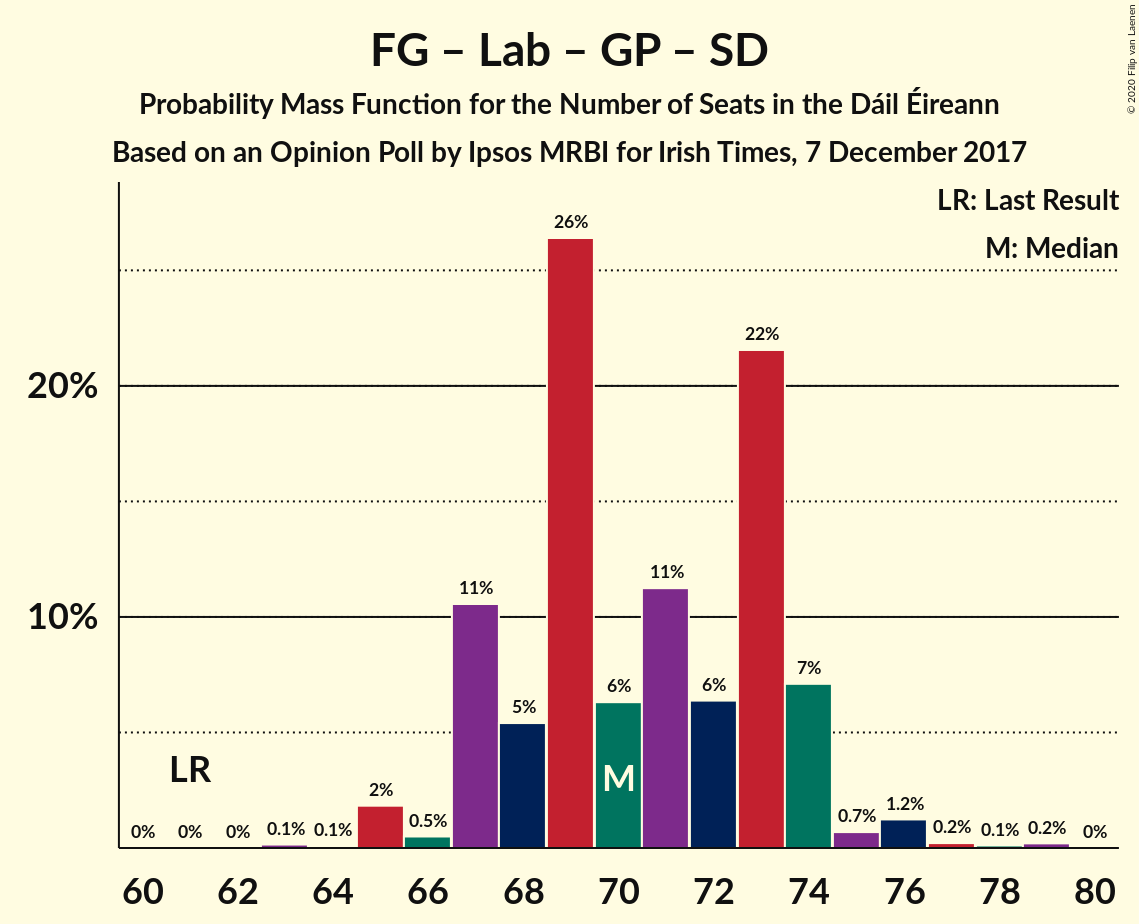 FG – Lab – GP – SD
Probability Mass Function for the Number of Seats in the Dáil Éireann
Based on an Opinion Poll by Ipsos MRBI for Irish Times, 7 December 2017
© 2020 Filip van Laenen
LR: Last Result
M: Median
26%
22%
20%
11%
11%
10%
7%
6%
6%
5%
LR
M
2%
0.5%
0.7%
1.2%
0% 0% 0% 0.1% 0.1% 0.2% 0.1% 0.2% 0%
60 62 64 66 68 70 72 74 76 78 80